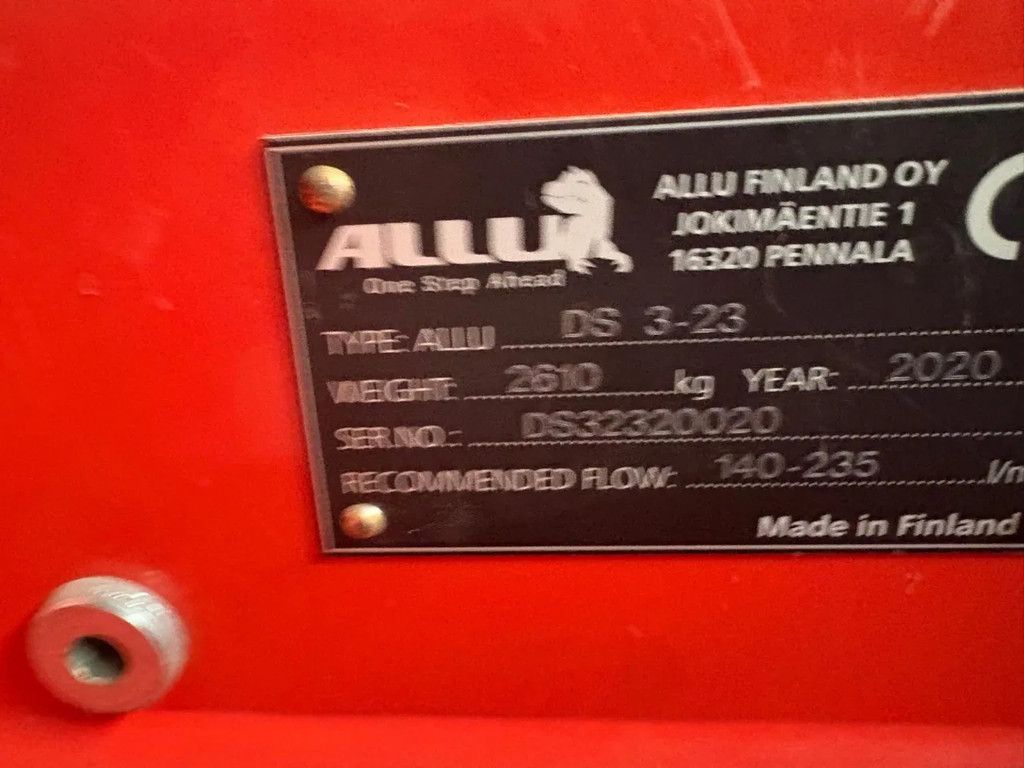 ALLU
One Step Ahead
ALLU FINLAND OY
JOKIMÄENTIE 1
16320 PENNALA
TYPE: ALLU DS 3-23
WEIGHT: 2610 kg YEAR: 2020
SER.NO.: DS32320020
RECOMMENDED FLOW: 140-235
Made in Finland